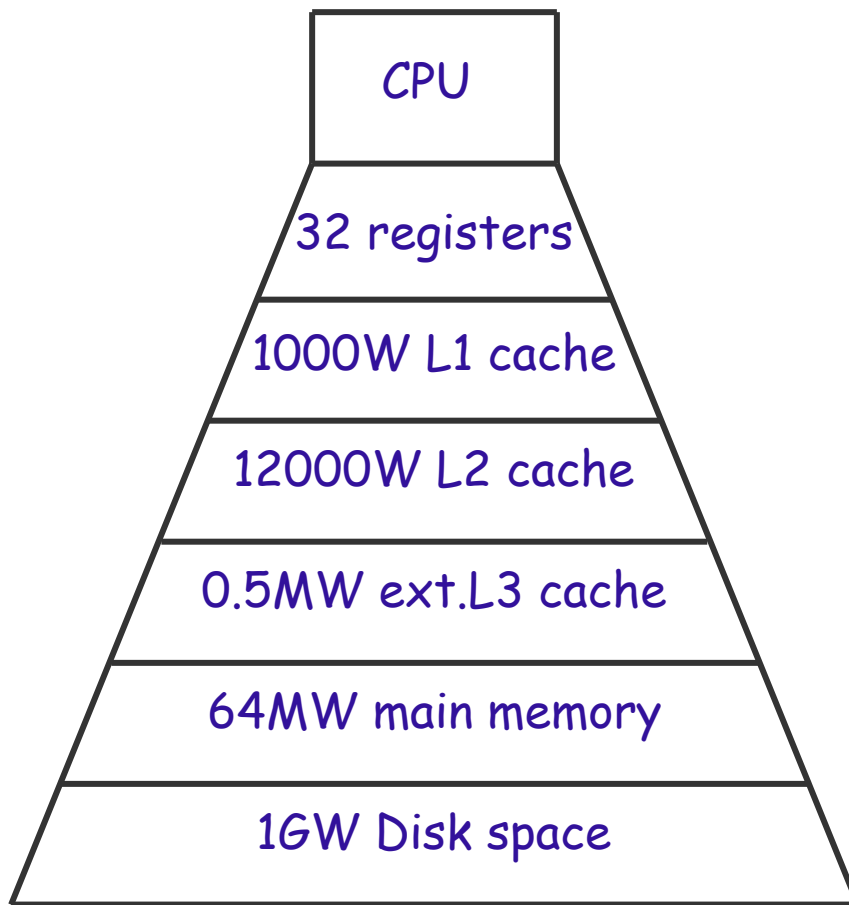 CPU
32 registers
1000W L1 cache
12000W L2 cache
0.5MW ext.L3 cache
64MW main memory
1GW Disk space